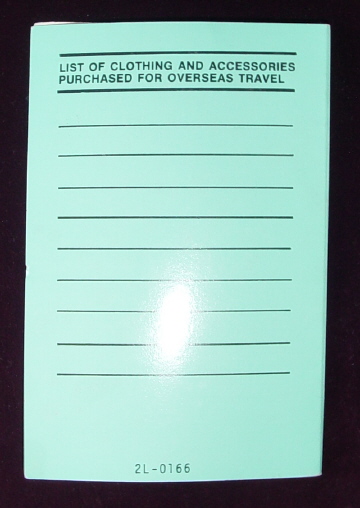 LIST OF CLOTHING AND ACCESSORIES
PURCHASED FOR OVERSEAS TRAVEL
2L-0166